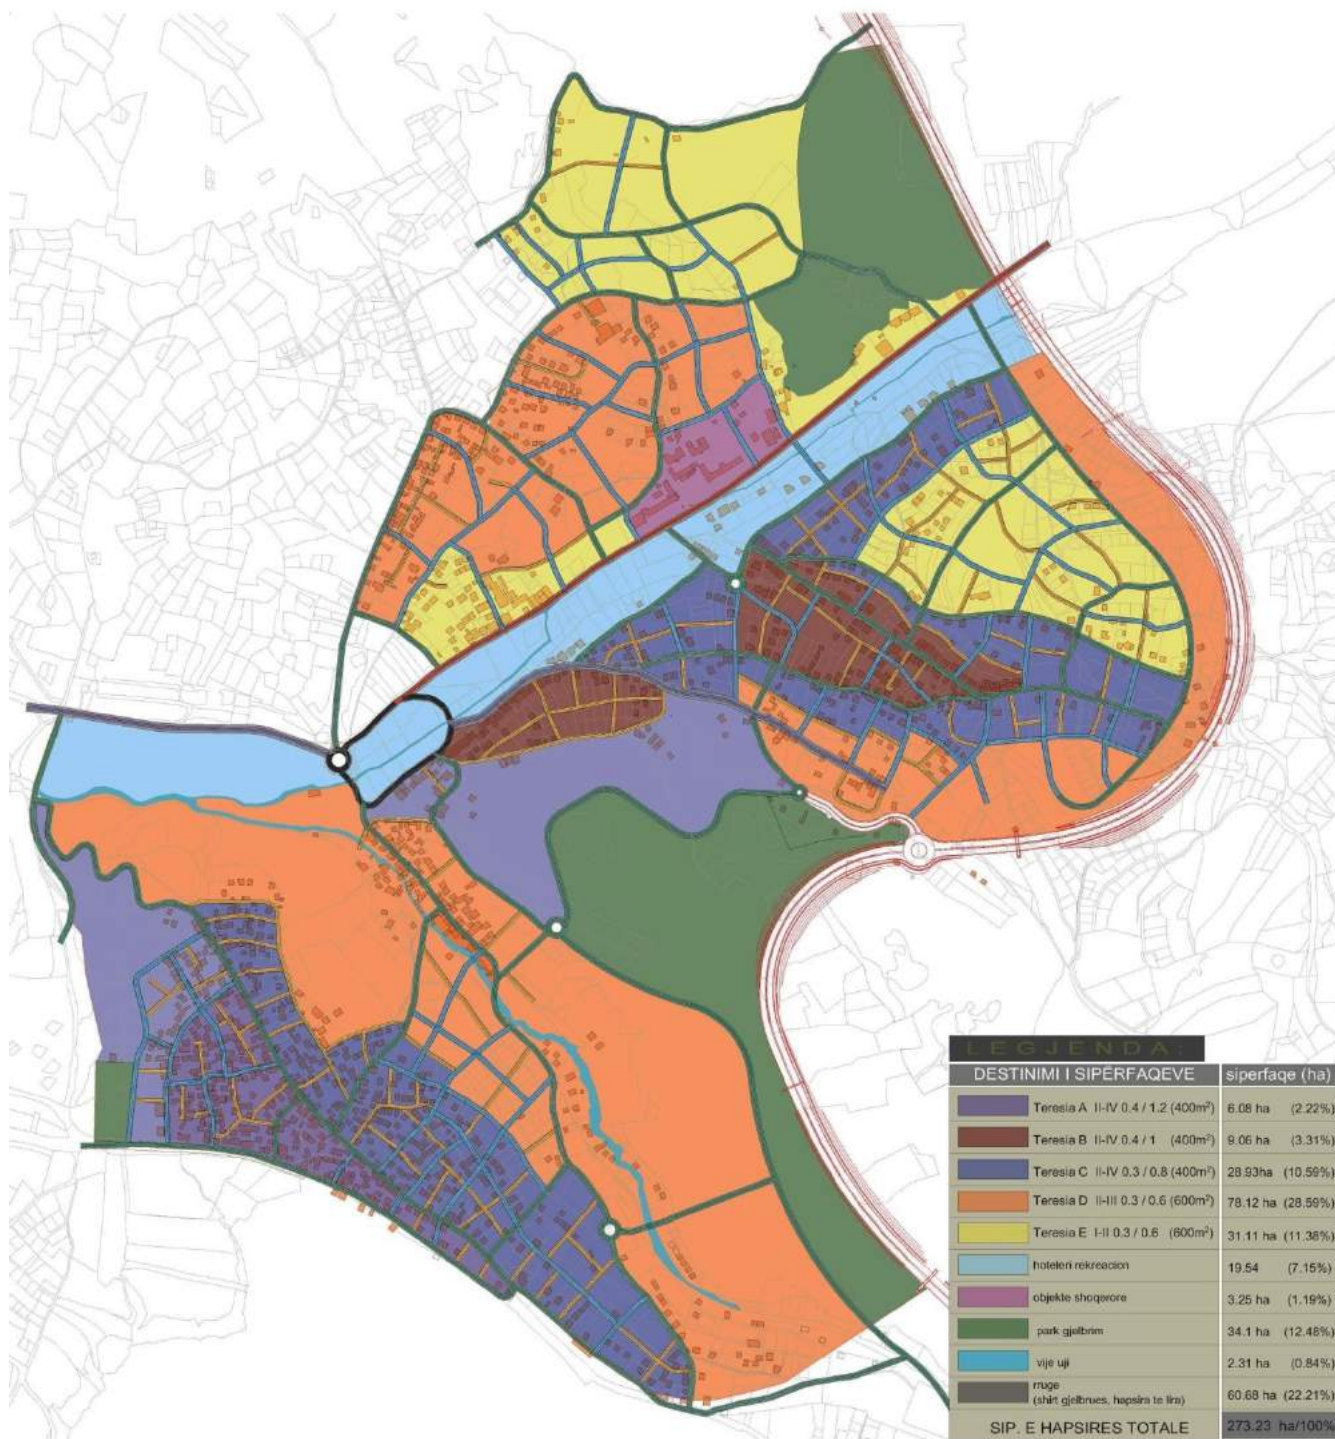 LEGJENDA:
DESTINIMI I SIPËRFAQEVE siperfaqe (ha)
Teresia A II-IV 0.4 / 1.2 (400m²) 6.08 ha (2.22%)
Teresia B II-IV 0.4 / 1 (400m²) 9.06 ha (3.31%)
Teresia C II-IV 0.3 / 0.8 (400m²) 28.93ha (10.59%)
Teresia D II-III 0.3 / 0.6 (600m²) 78.12 ha (28.59%)
Teresia E I-II 0.3 / 0.6 (600m²) 31.11 ha (11.38%)
hoteleri rekreacion 19.54 (7.15%)
objekte shoqerore 3.25 ha (1.19%)
park gjelbrim 34.1 ha (12.48%)
vije uji 2.31 ha (0.84%)
rruge
(shirit gjelbrues, hapsira te lira) 60.68 ha (22.21%)
SIP. E HAPSIRES TOTALE 273.23 ha/100%